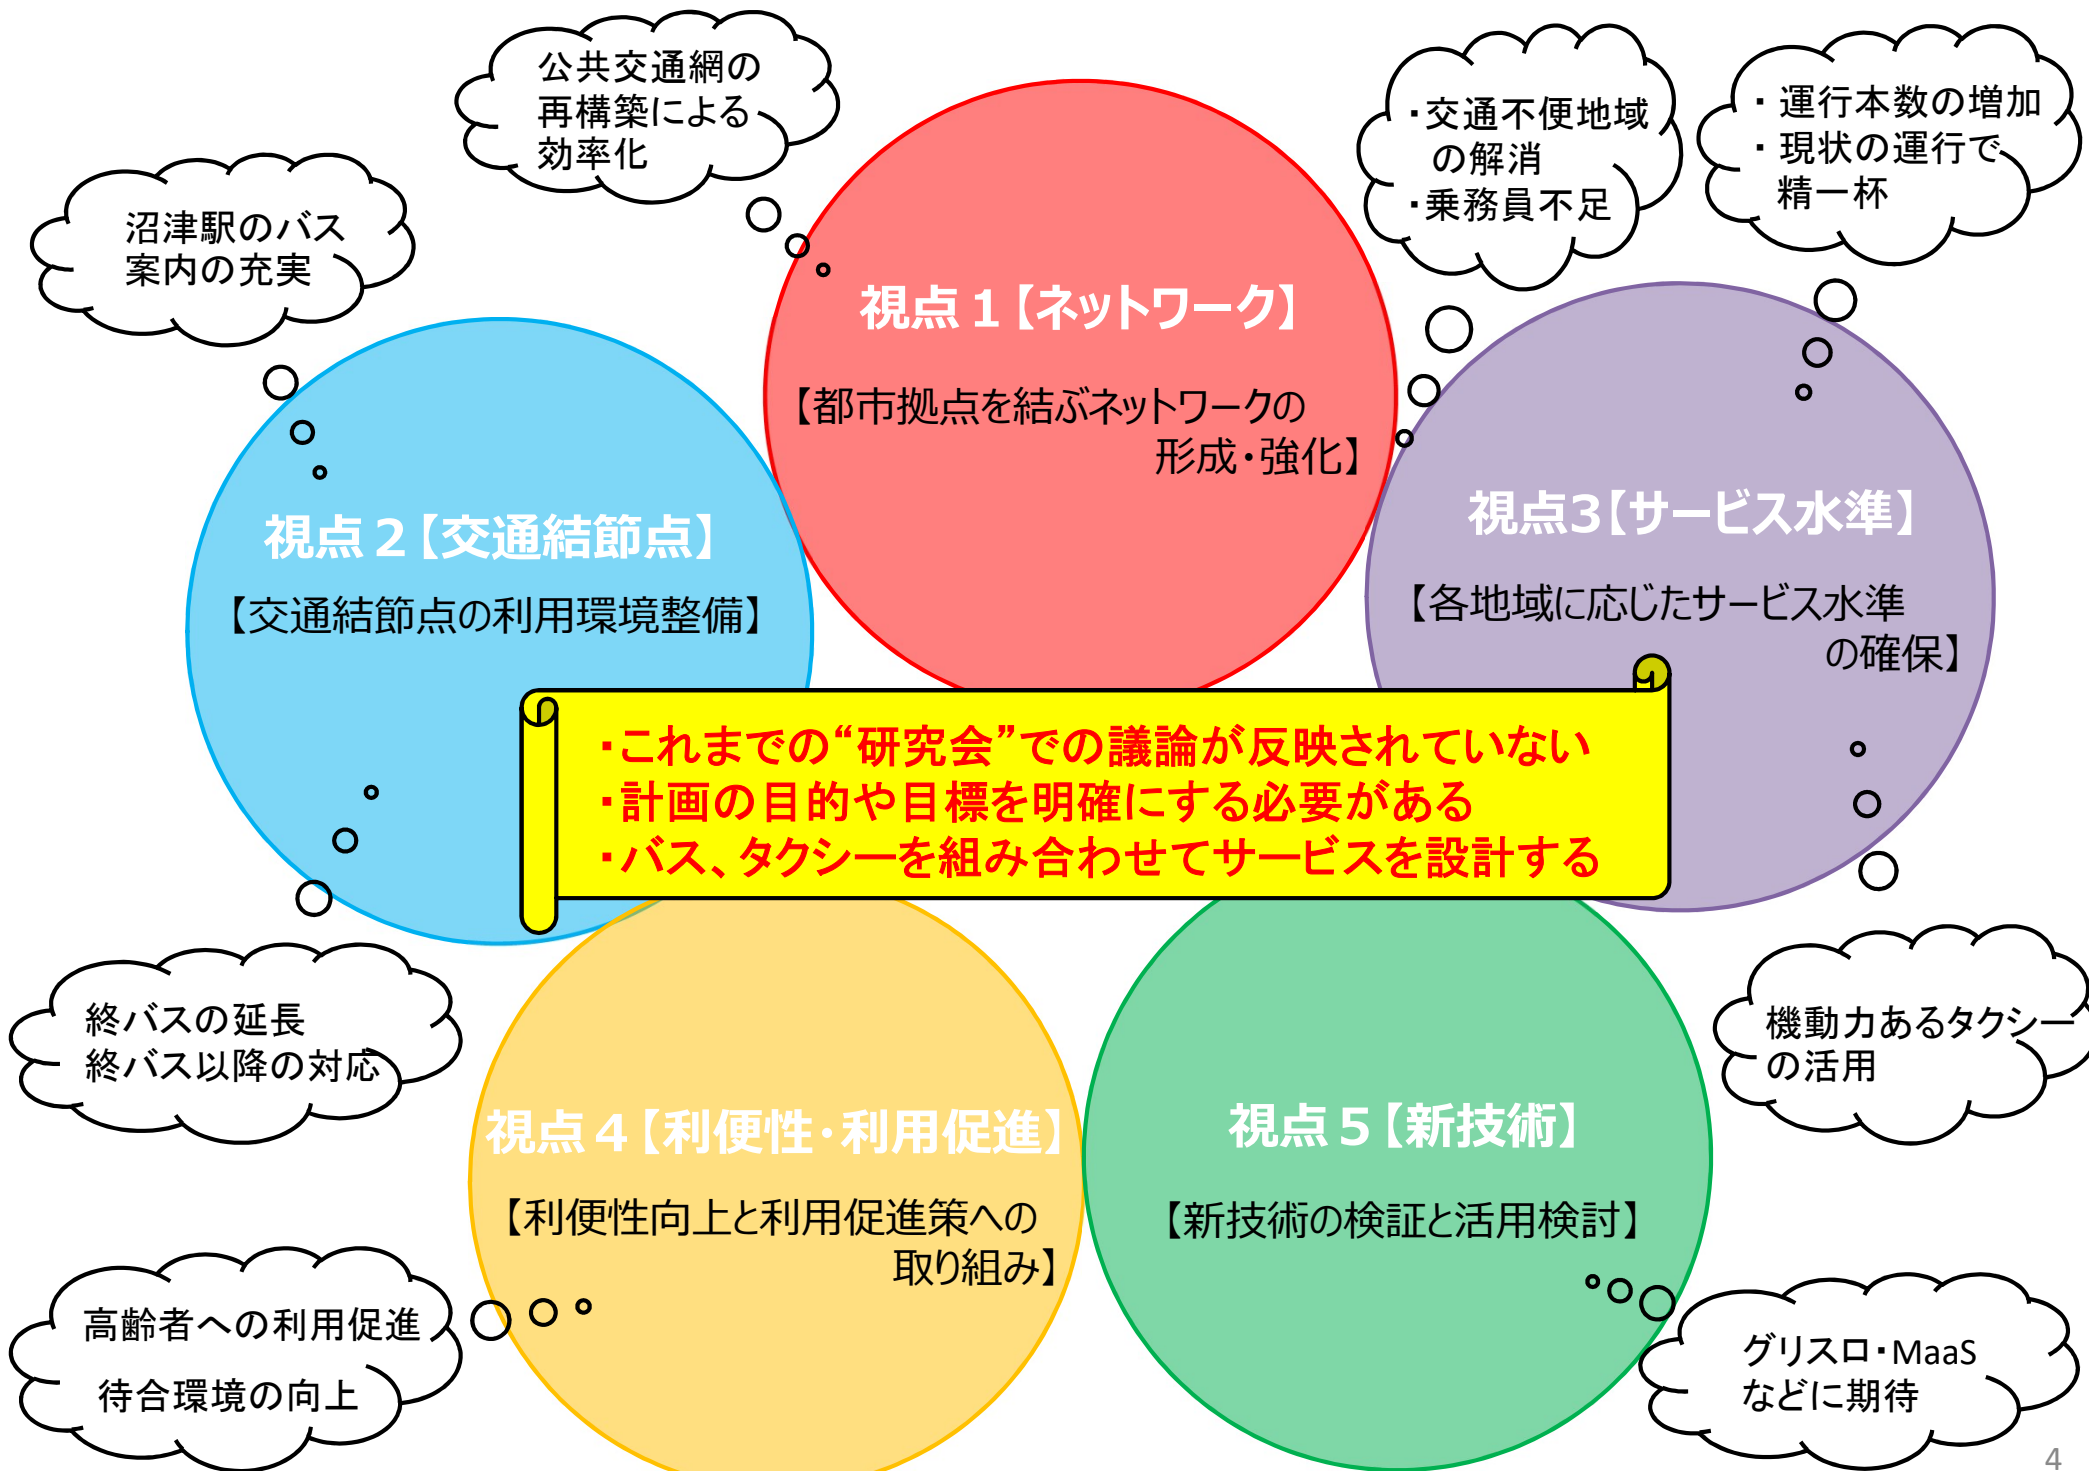 公共交通網の
再構築による
効率化
・交通不便地域
の解消
・乗務員不足
・運行本数の増加
・現状の運行で
精一杯
沼津駅のバス
案内の充実
視点１【ネットワーク】
【都市拠点を結ぶネットワークの
形成・強化】
視点２【交通結節点】
【交通結節点の利用環境整備】
視点3【サービス水準】
【各地域に応じたサービス水準
の確保】
・これまでの“研究会”での議論が反映されていない
・計画の目的や目標を明確にする必要がある
・バス、タクシーを組み合わせてサービスを設計する
終バスの延長
終バス以降の対応
機動力あるタクシー
の活用
視点４【利便性・利用促進】
【利便性向上と利用促進策への
取り組み】
視点５【新技術】
【新技術の検証と活用検討】
高齢者への利用促進
待合環境の向上
グリスロ・MaaS
などに期待
4